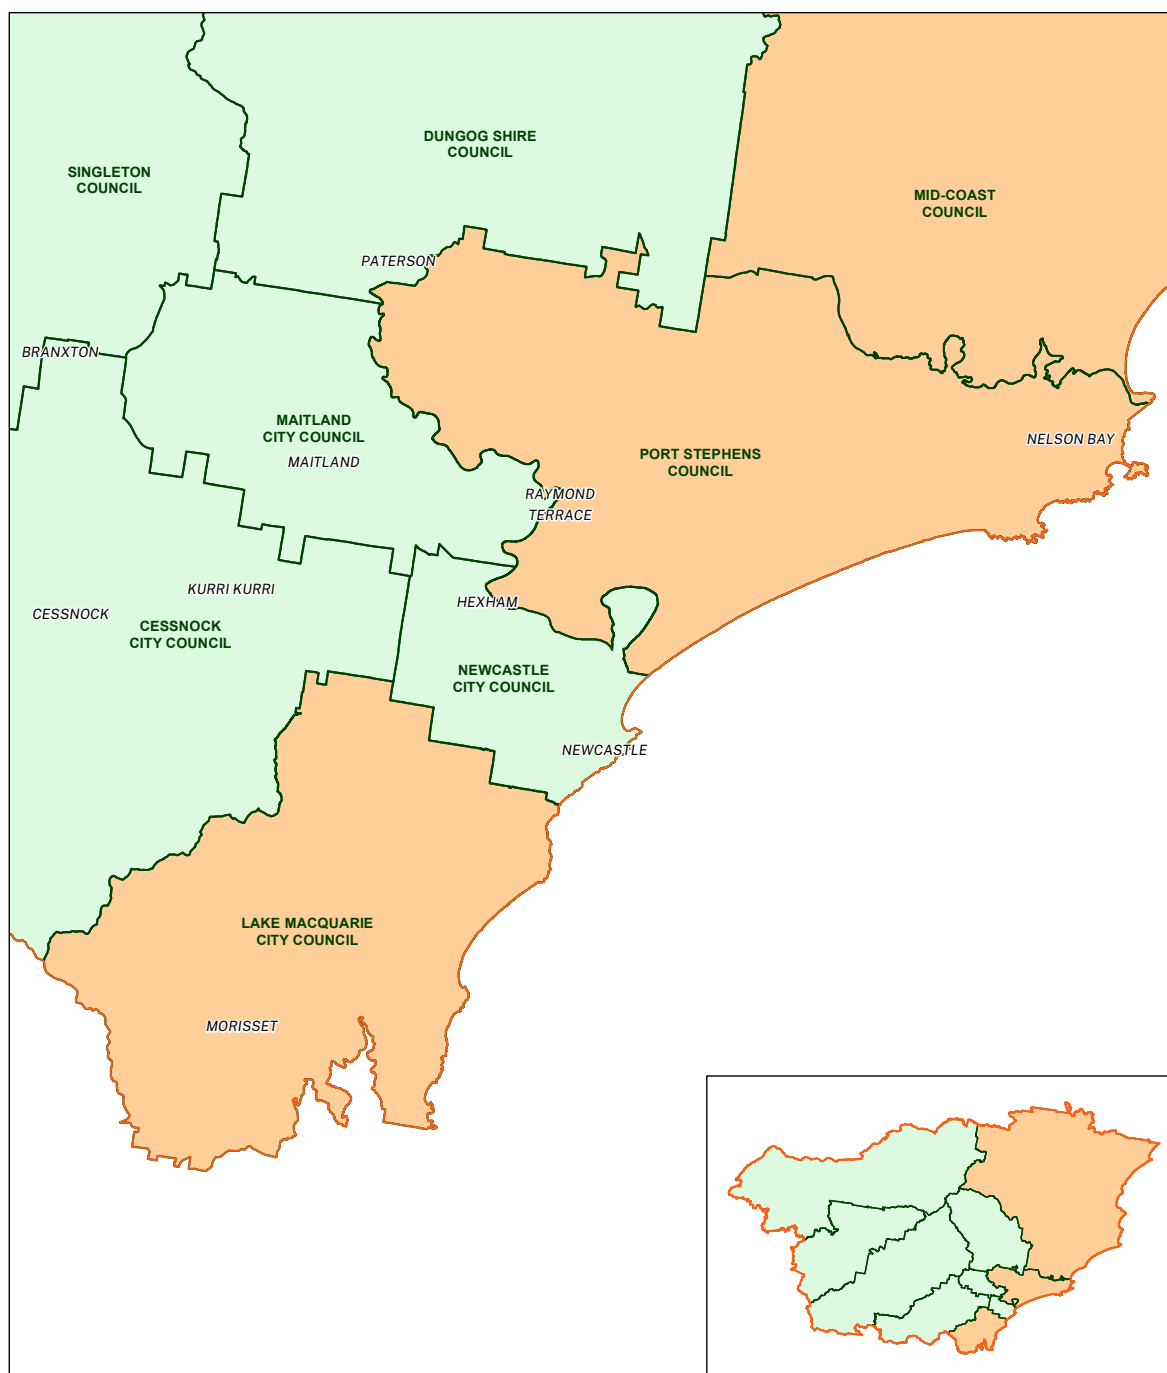 DUNGOG SHIRE
COUNCIL
SINGLETON
COUNCIL
MID-COAST
COUNCIL
PATERSON
BRANXTON
MAITLAND
CITY COUNCIL
MAITLAND
NELSON BAY
PORT STEPHENS
COUNCIL
RAYMOND
TERRACE
KURRI KURRI
HEXHAM
CESSNOCK
CESSNOCK
CITY COUNCIL
NEWCASTLE
CITY COUNCIL
NEWCASTLE
LAKE MACQUARIE
CITY COUNCIL
MORISSET